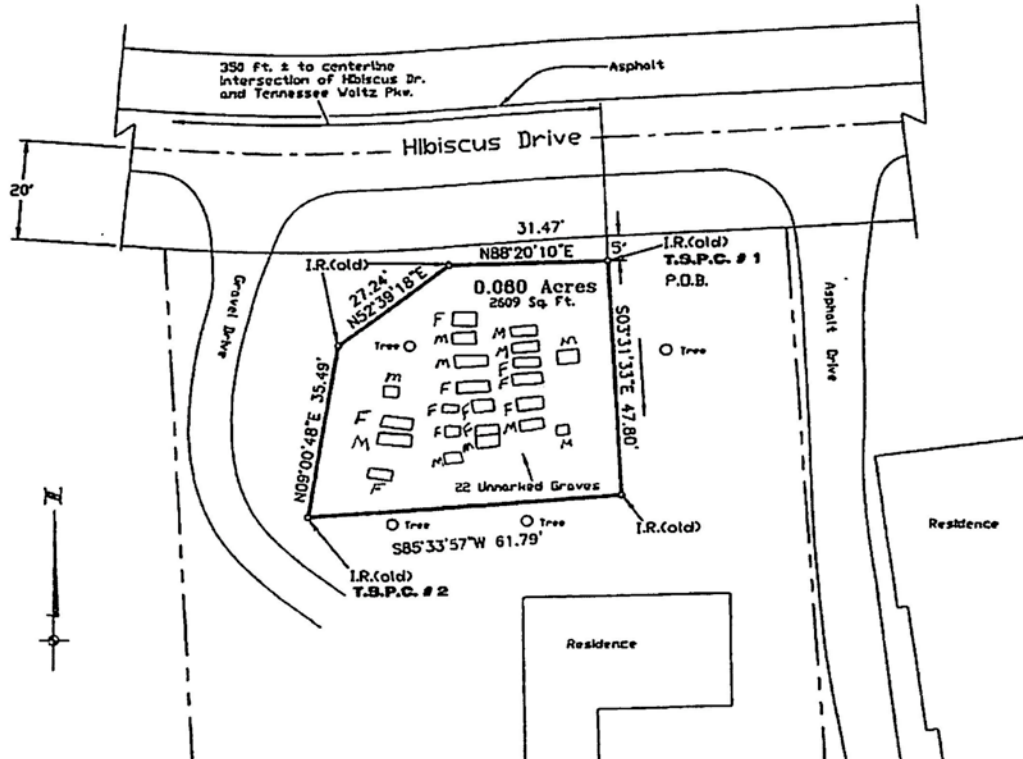 350 ft. ± to centerline
intersection of Hibiscus Dr.
and Tennessee Waltz Pkw.
Asphalt
Hibiscus Drive
20'
31.47'
N88°20'10"E
5'
I.R.(old)
T.S.P.C. # 1
P.O.B.
I.R.(old)
27.24'
N52°39'18"E
0.060 Acres
2609 Sq. Ft.
Gravel Drive
Asphalt Drive
N09°00'48"E 35.49'
S03°31'33"E 47.80'
Tree
Tree
F
M
M
F
F
F
M
M
M
F
F
F
F
F
M
M
M
M
M
F
M
F
22 Unmarked Graves
I.R.(old)
Tree
Tree
S85°33'57"W 61.79'
I.R.(old)
T.S.P.C. # 2
N
Residence
Residence